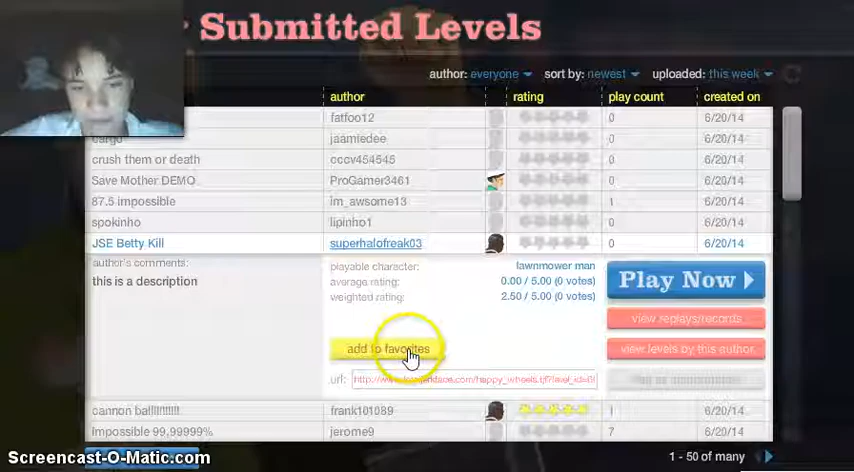 Submitted Levels
author: everyone sort by: newest uploaded: this week
author rating play count created on
fatfoo12 0 6/20/14
cargo jaamiedee 0 6/20/14
crush them or death cccv454545 0 6/20/14
Save Mother DEMO ProGamer3461 0 6/20/14
87.5 impossible im_awsome13 1 6/20/14
spokinho lipinho1 0 6/20/14
JSE Betty Kill superhalofreak03 0 6/20/14
author's comments:
this is a description
playable character: lawnmower man
average rating: 0.00 / 5.00 (0 votes)
weighted rating: 2.50 / 5.00 (0 votes)
Play Now
view replays/records
add to favorites
view levels by this author
url:
cannon ball!!!!!!!!! frank101089 1 6/20/14
Impossible 99,99999% jerome9 7 6/20/14
Screencast-O-Matic.com
1 - 50 of many